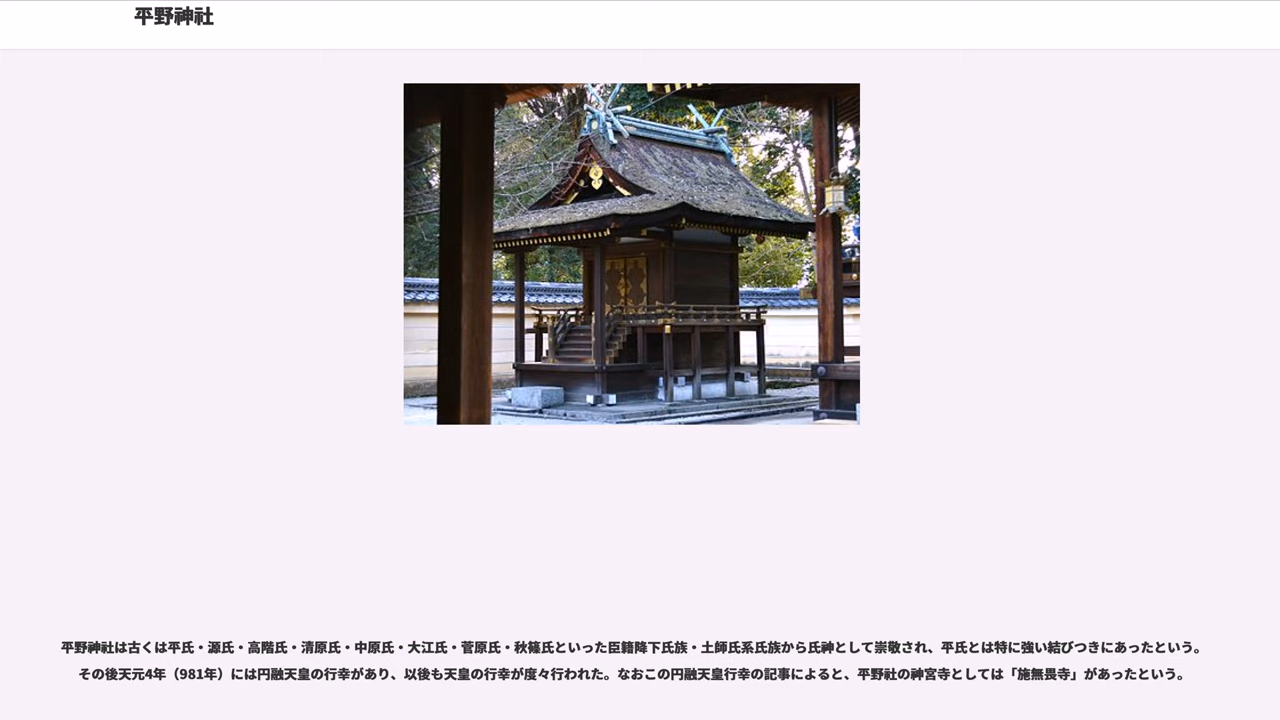 平野神社
平野神社は古くは平氏・源氏・高階氏・清原氏・中原氏・大江氏・菅原氏・秋篠氏といった臣籍降下氏族・土師氏系氏族から氏神として崇敬され、平氏とは特に強い結びつきにあったという。
その後天元4年（981年）には円融天皇の行幸があり、以後も天皇の行幸が度々行われた。なおこの円融天皇行幸の記事によると、平野社の神宮寺としては「施無畏寺」があったという。